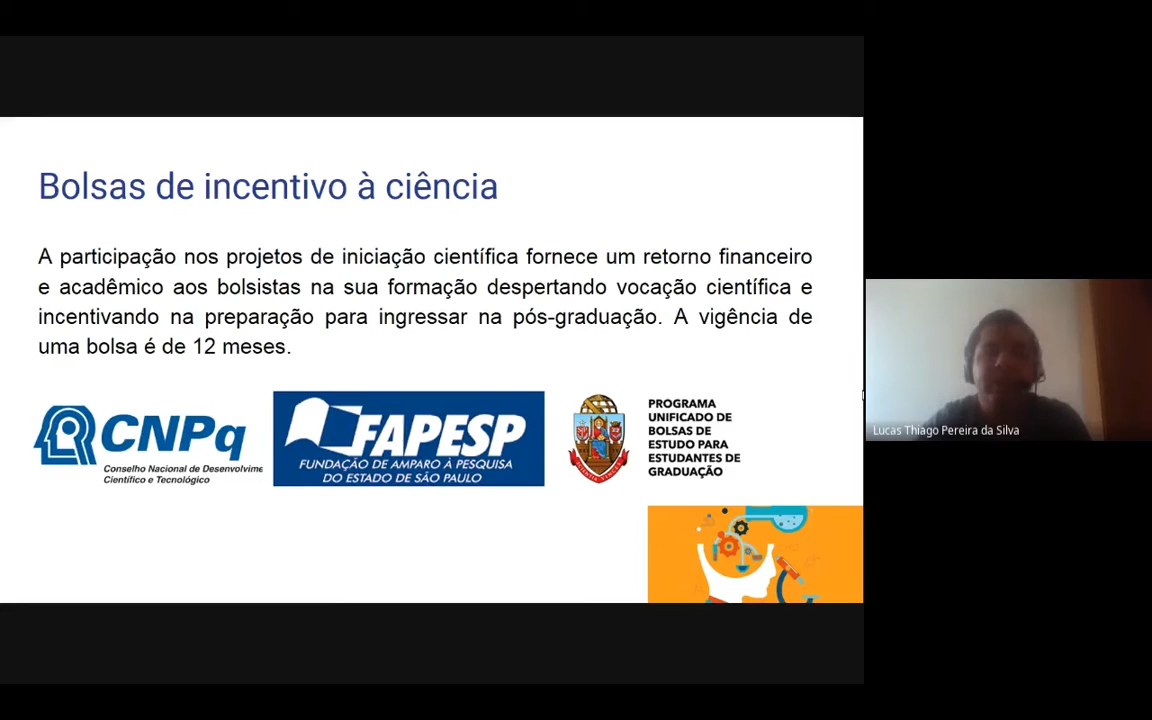 Bolsas de incentivo à ciência
A participação nos projetos de iniciação científica fornece um retorno financeiro
e acadêmico aos bolsistas na sua formação despertando vocação científica e
incentivando na preparação para ingressar na pós-graduação. A vigência de
uma bolsa é de 12 meses.
CNPq
Conselho Nacional de Desenvolvime
Científico e Tecnológico
FAPESP
FUNDAÇÃO DE AMPARO À PESQUISA
DO ESTADO DE SÃO PAULO
PROGRAMA
UNIFICADO DE
BOLSAS DE
ESTUDO PARA
ESTUDANTES DE
GRADUAÇÃO
Lucas Thiago Pereira da Silva